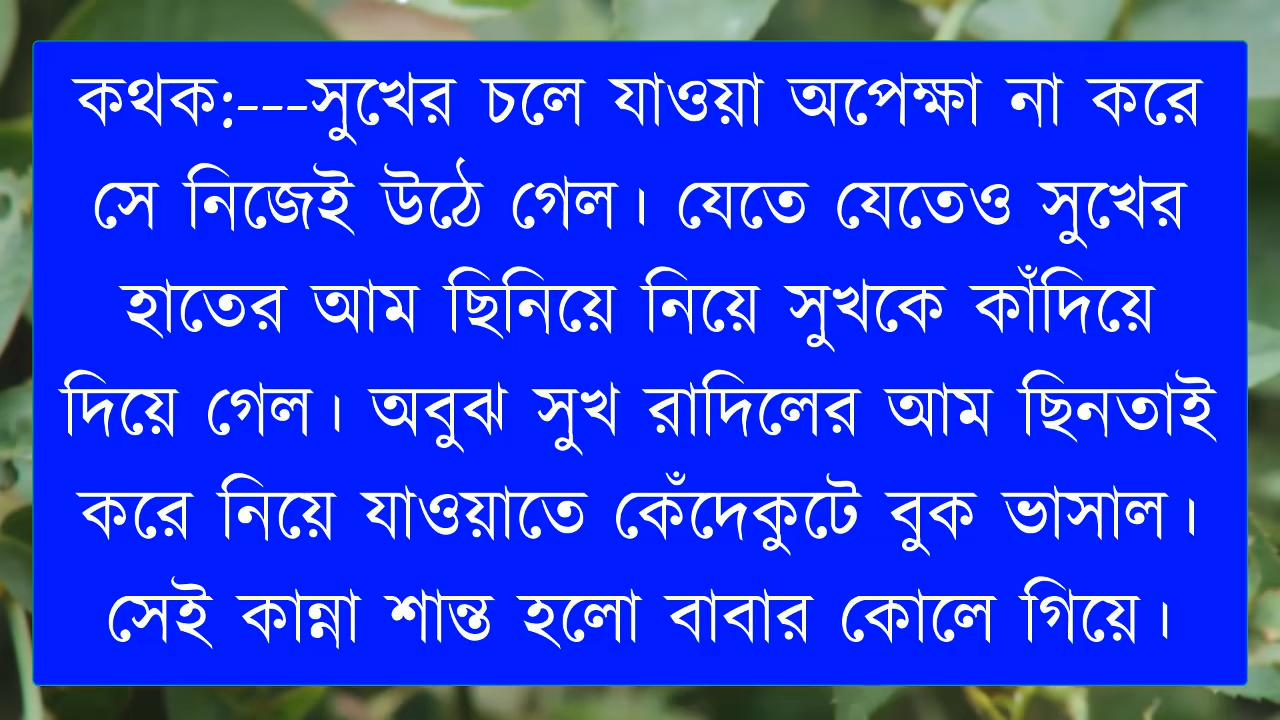 কথক:---সুখের চলে যাওয়া অপেক্ষা না করে
সে নিজেই উঠে গেল। যেতে যেতেও সুখের
হাতের আম ছিনিয়ে নিয়ে সুখকে কাঁদিয়ে
দিয়ে গেল। অবুঝ সুখ রাদিলের আম ছিনতাই
করে নিয়ে যাওয়াতে কেঁদেকুটে বুক ভাসাল।
সেই কান্না শান্ত হলো বাবার কোলে গিয়ে।